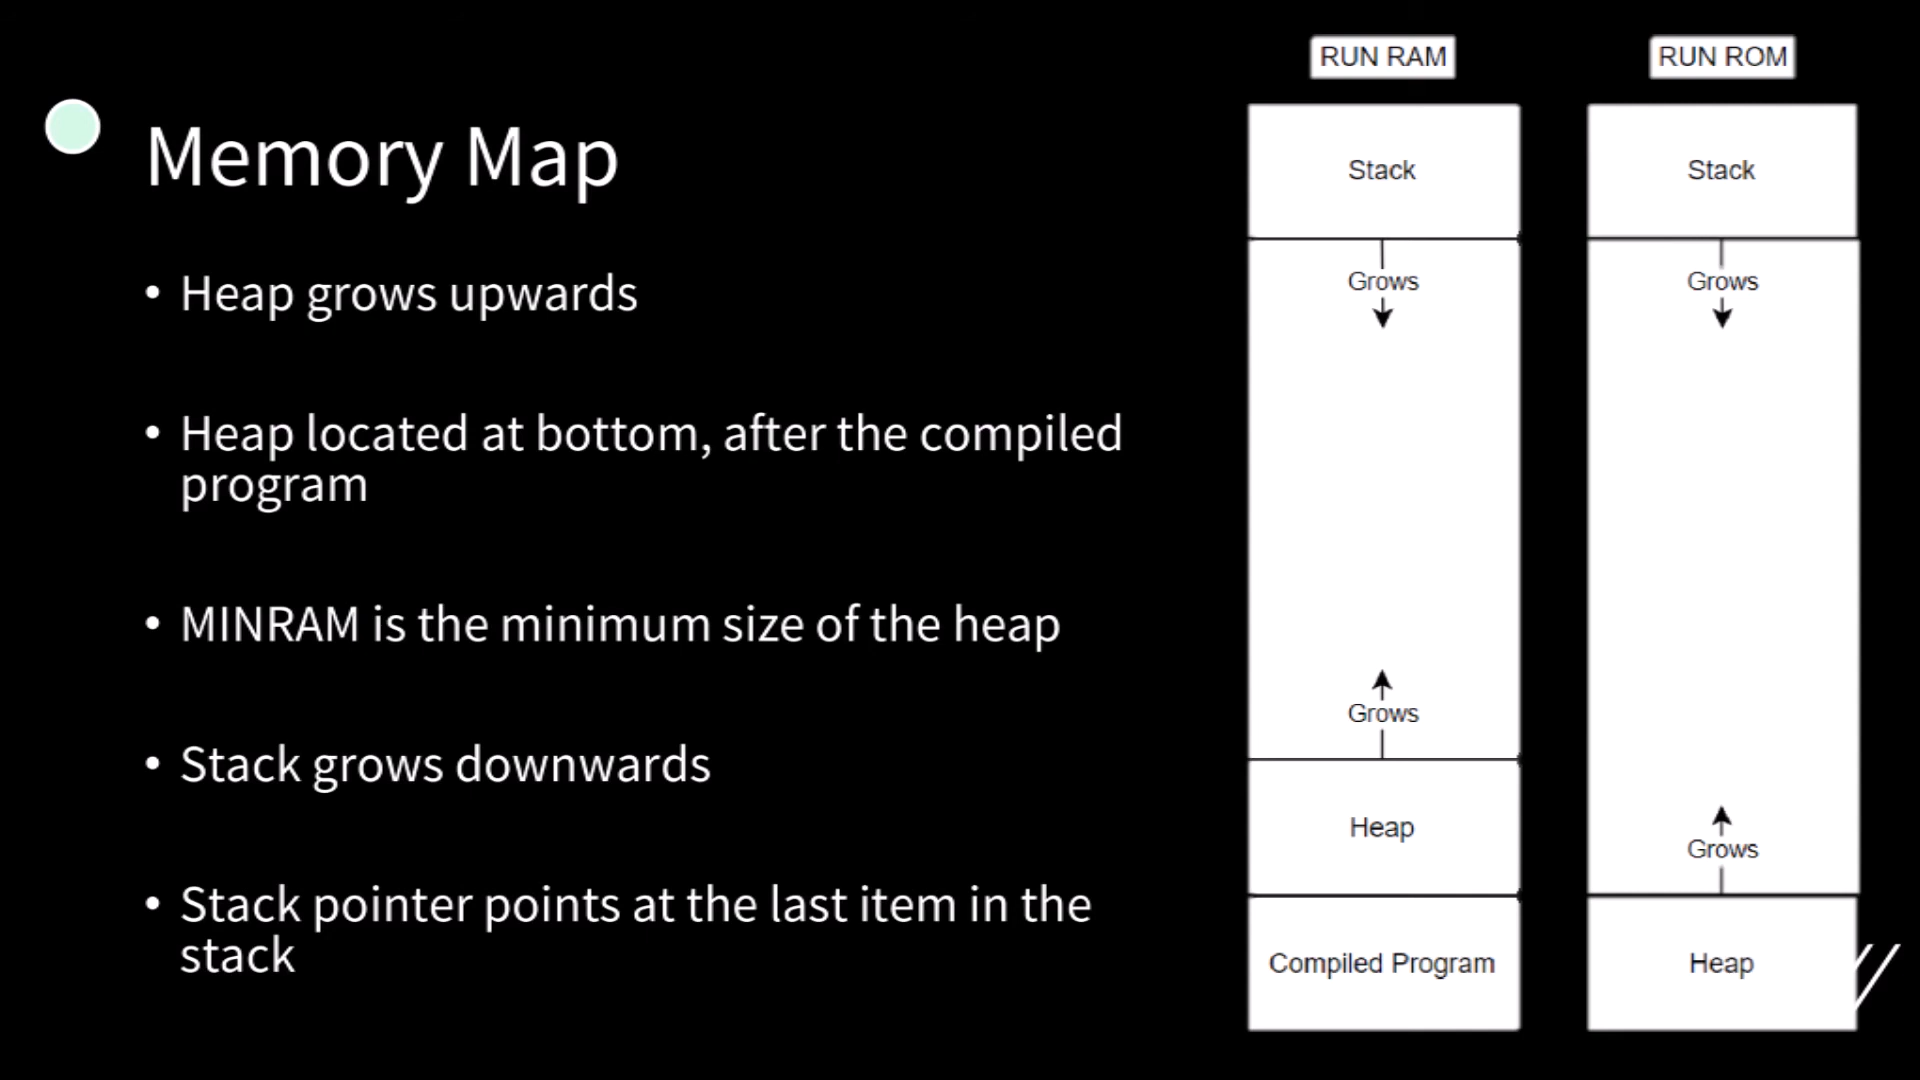 Memory Map
• Heap grows upwards
• Heap located at bottom, after the compiled
program
• MINRAM is the minimum size of the heap
• Stack grows downwards
• Stack pointer points at the last item in the
stack
RUN RAM
Stack
Grows
Grows
Heap
Compiled Program
RUN ROM
Stack
Grows
Grows
Heap